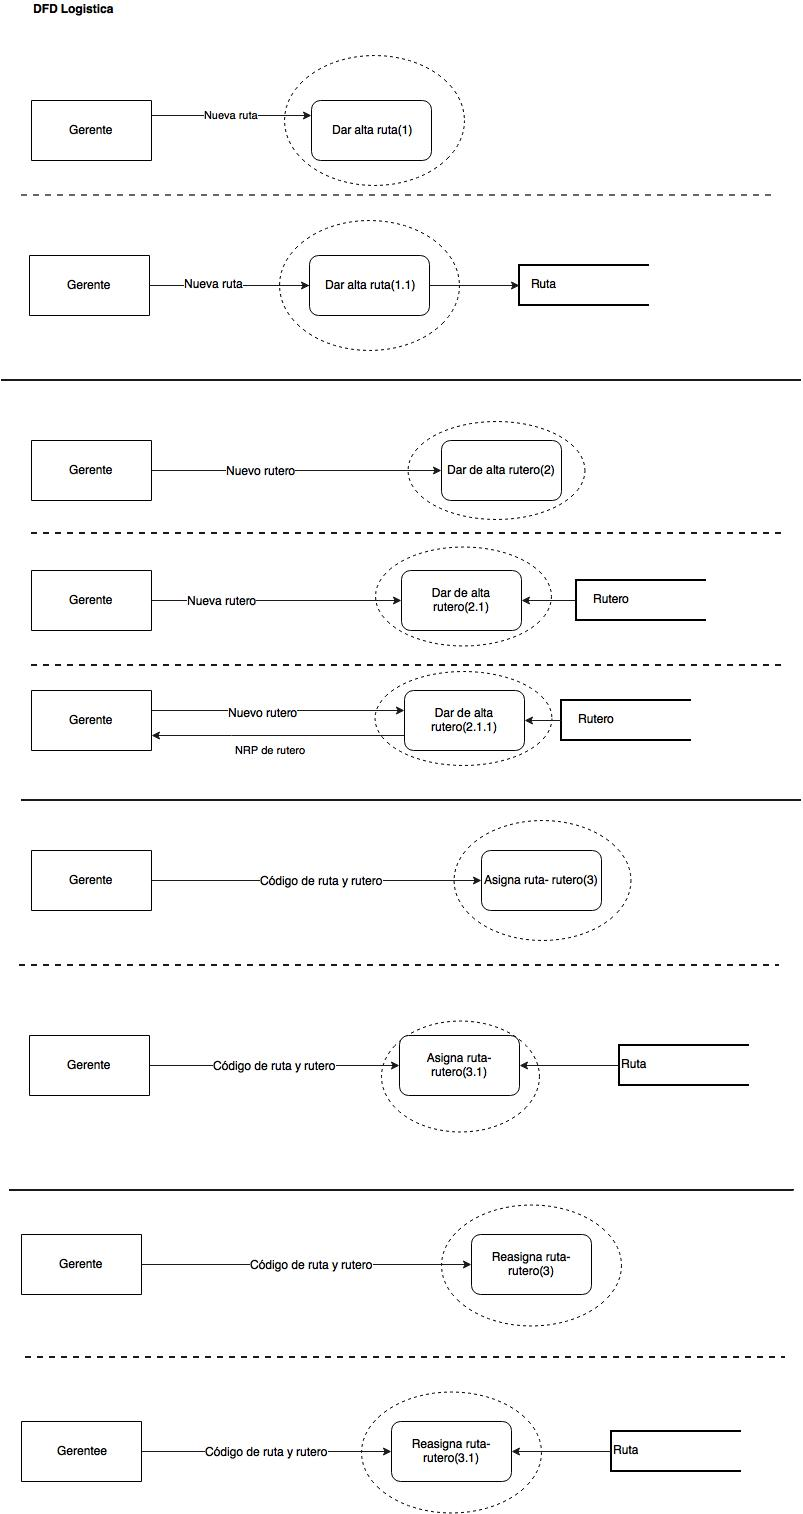 DFD Logistica
Gerente
Nueva ruta
Dar alta ruta(1)
Gerente
Nueva ruta
Dar alta ruta(1.1)
Ruta
Gerente
Nuevo rutero
Dar de alta rutero(2)
Gerente
Nueva rutero
Dar de alta
rutero(2.1)
Rutero
Gerente
Nuevo rutero
NRP de rutero
Dar de alta
rutero(2.1.1)
Rutero
Gerente
Código de ruta y rutero
Asigna ruta- rutero(3)
Gerente
Código de ruta y rutero
Asigna ruta-
rutero(3.1)
Ruta
Gerente
Código de ruta y rutero
Reasigna ruta-
rutero(3)
Gerentee
Código de ruta y rutero
Reasigna ruta-
rutero(3.1)
Ruta